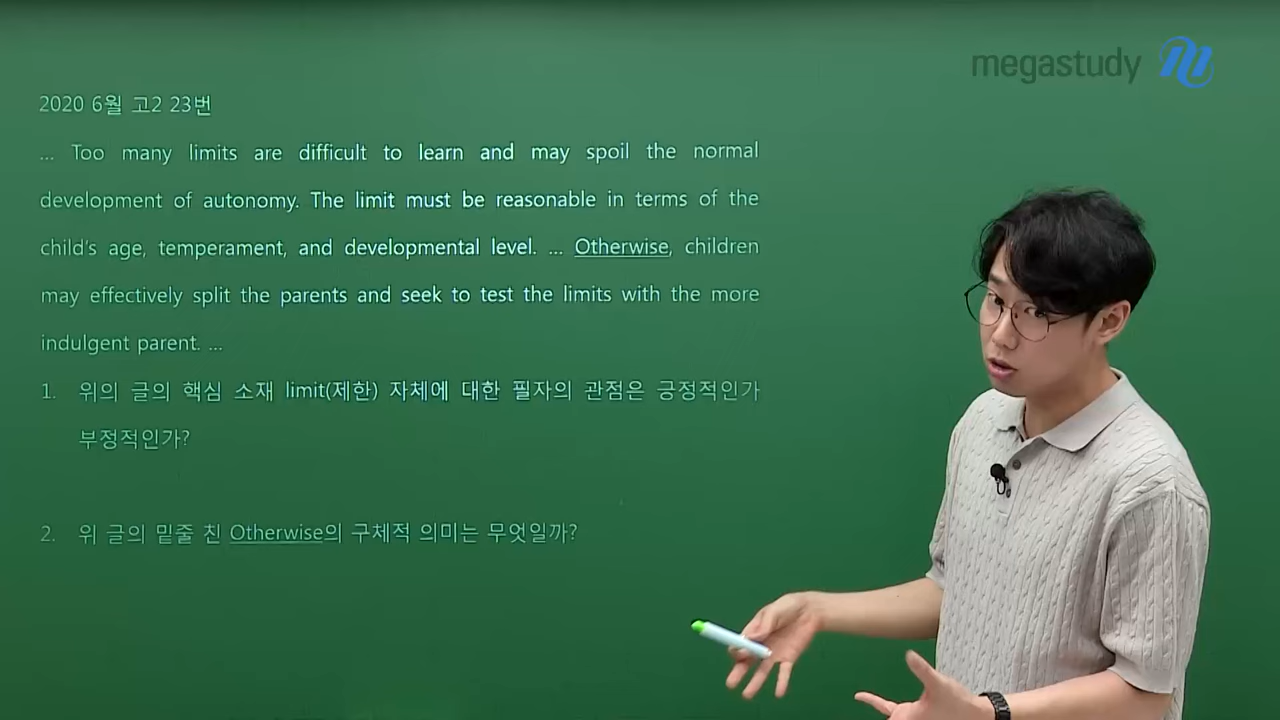 megastudy
2020 6월 고2 23번
... Too many limits are difficult to learn and may spoil the normal
development of autonomy. The limit must be reasonable in terms of the
child's age, temperament, and developmental level. ... Otherwise, children
may effectively split the parents and seek to test the limits with the more
indulgent parent. ...
1. 위의 글의 핵심 소재 limit(제한) 자체에 대한 필자의 관점은 긍정적인가
부정적인가?
2. 위 글의 밑줄 친 Otherwise의 구체적 의미는 무엇일까?